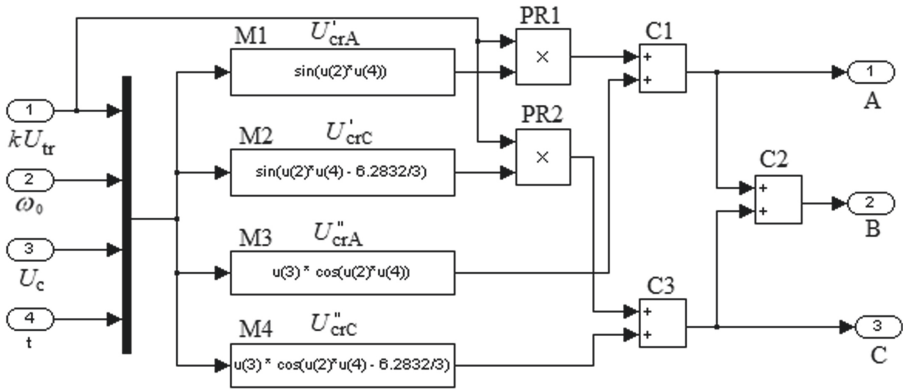 M1 U'crA
sin(u(2)*u(4))
PR1
×
C1
+
+
1
A
1
kUtr
M2 U'crC
sin(u(2)*u(4) - 6.2832/3)
PR2
×
2
ω0
C2
+
+
2
B
3
Uc
M3 U"crA
u(3) * cos(u(2)*u(4))
4
t
M4 U"crC
u(3) * cos(u(2)*u(4) - 6.2832/3)
C3
+
+
3
C